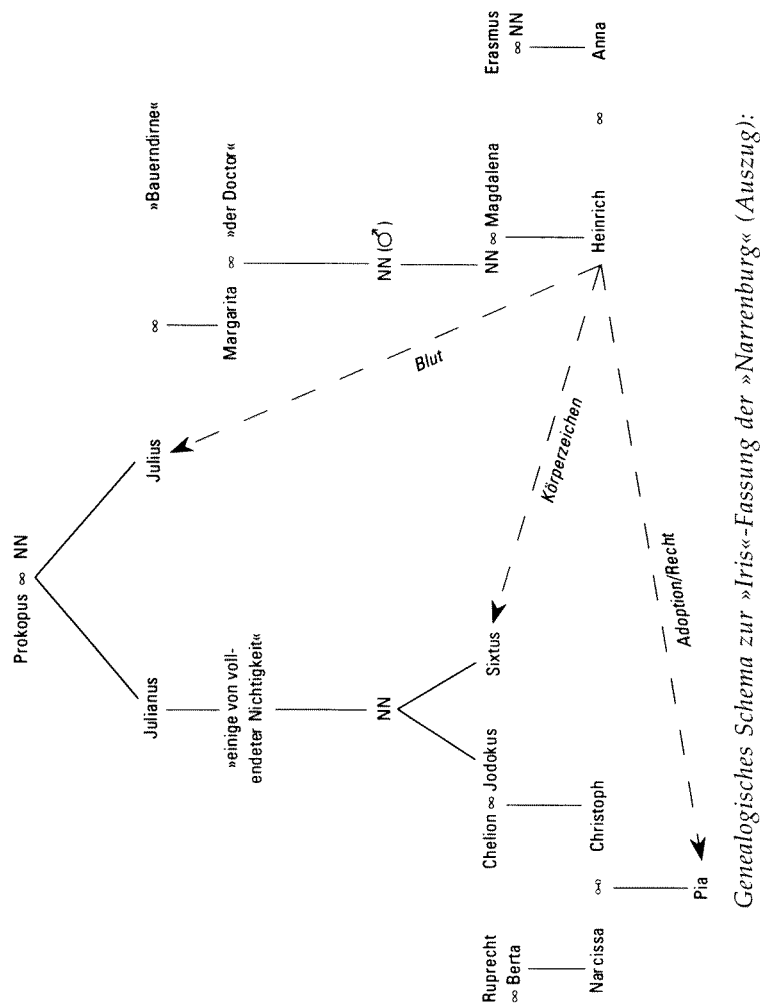 Prokopus ∞ NN
Julianus
Julius
∞
»Bauerndirne«
»einige von voll-
endeter Nichtigkeit«
Margarita ∞ »der Doctor«
NN
NN (♂)
Blut
Ruprecht
∞ Berta
Chelion ∞ Jodokus
Sixtus
NN ∞ Magdalena
Erasmus
∞ NN
Körperzeichen
Narcissa
Christoph
Heinrich
∞
Anna
Adoption/Recht
Pia
Genealogisches Schema zur »Iris«-Fassung der »Narrenburg« (Auszug):